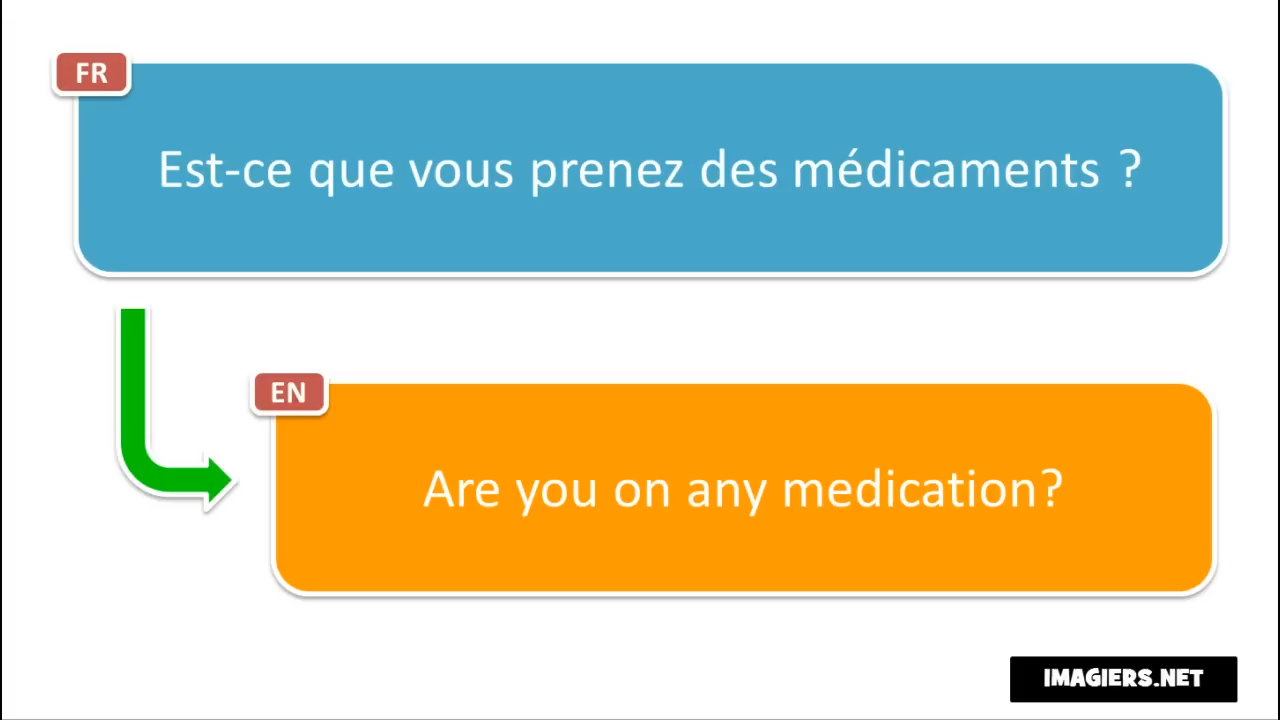 FR
Est-ce que vous prenez des médicaments ?
EN
Are you on any medication?
IMAGIERS.NET